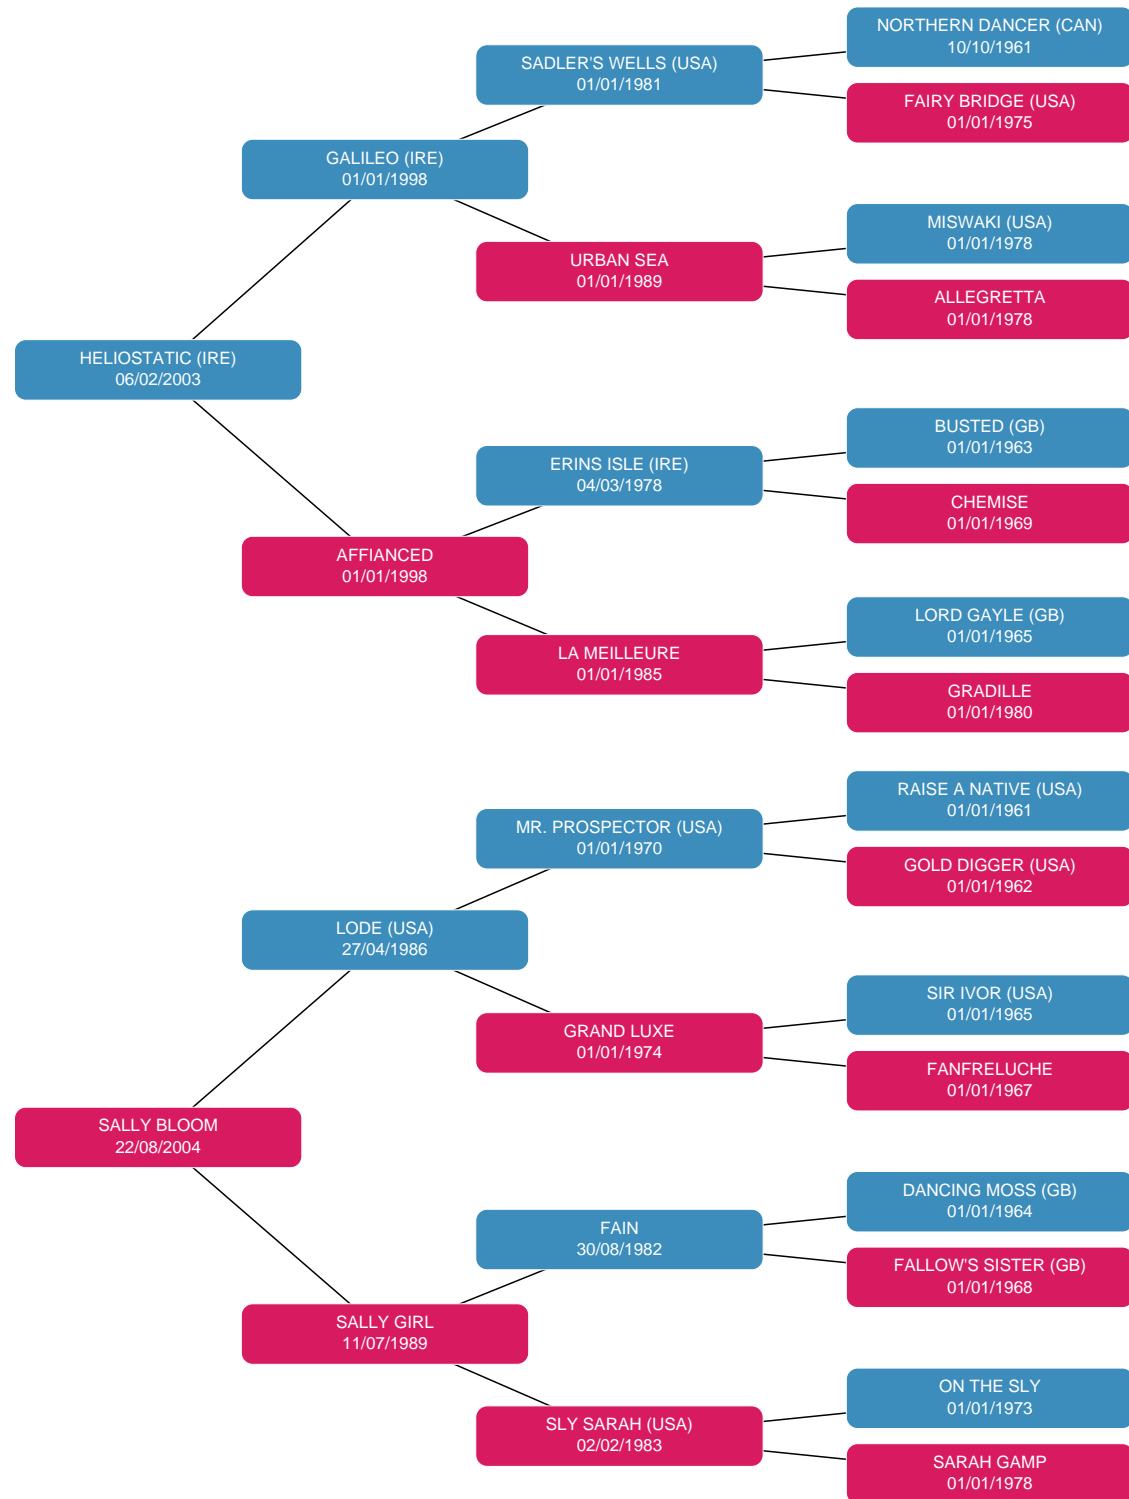 NORTHERN DANCER (CAN)
10/10/1961
SADLER'S WELLS (USA)
01/01/1981
FAIRY BRIDGE (USA)
01/01/1975
GALILEO (IRE)
01/01/1998
MISWAKI (USA)
01/01/1978
URBAN SEA
01/01/1989
ALLEGRETTA
01/01/1978
HELIOSTATIC (IRE)
06/02/2003
BUSTED (GB)
01/01/1963
ERINS ISLE (IRE)
04/03/1978
CHEMISE
01/01/1969
AFFIANCED
01/01/1998
LORD GAYLE (GB)
01/01/1965
LA MEILLEURE
01/01/1985
GRADILLE
01/01/1980
RAISE A NATIVE (USA)
01/01/1961
MR. PROSPECTOR (USA)
01/01/1970
GOLD DIGGER (USA)
01/01/1962
LODE (USA)
27/04/1986
SIR IVOR (USA)
01/01/1965
GRAND LUXE
01/01/1974
FANFRELUCHE
01/01/1967
SALLY BLOOM
22/08/2004
DANCING MOSS (GB)
01/01/1964
FAIN
30/08/1982
FALLOW'S SISTER (GB)
01/01/1968
SALLY GIRL
11/07/1989
ON THE SLY
01/01/1973
SLY SARAH (USA)
02/02/1983
SARAH GAMP
01/01/1978